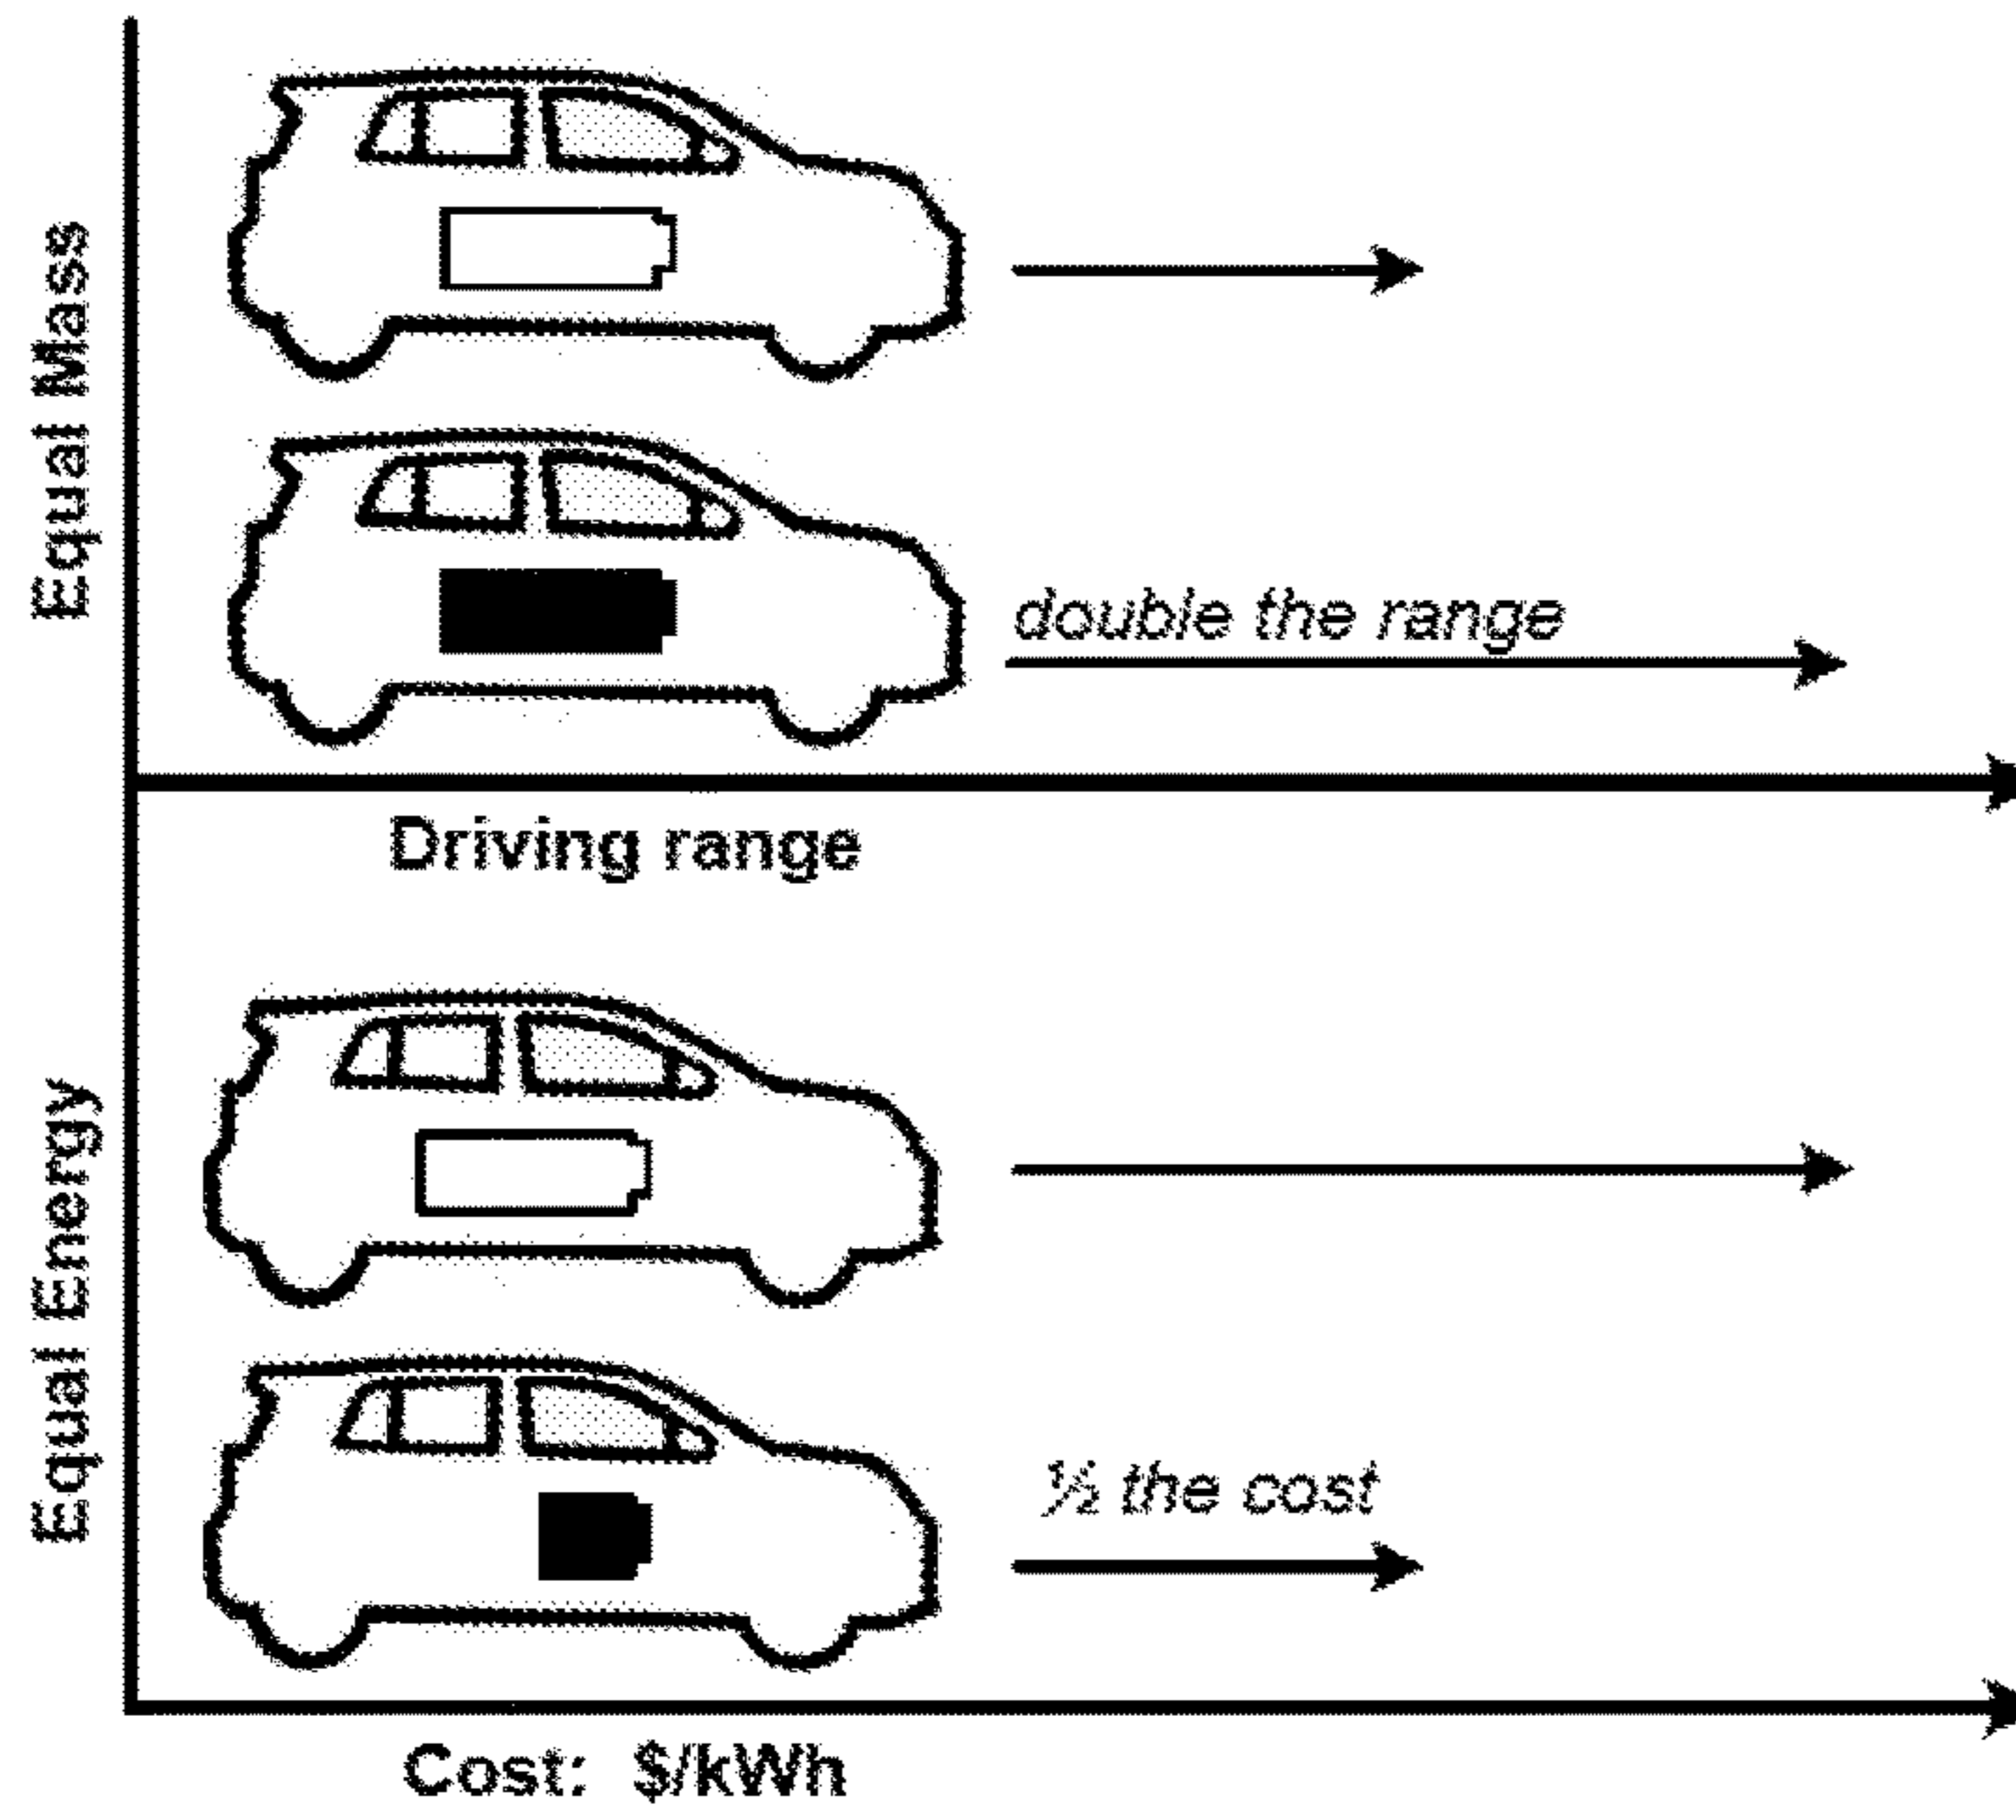 Equal Mass
double the range
Driving range
Equal Energy
½ the cost
Cost: $/kWh